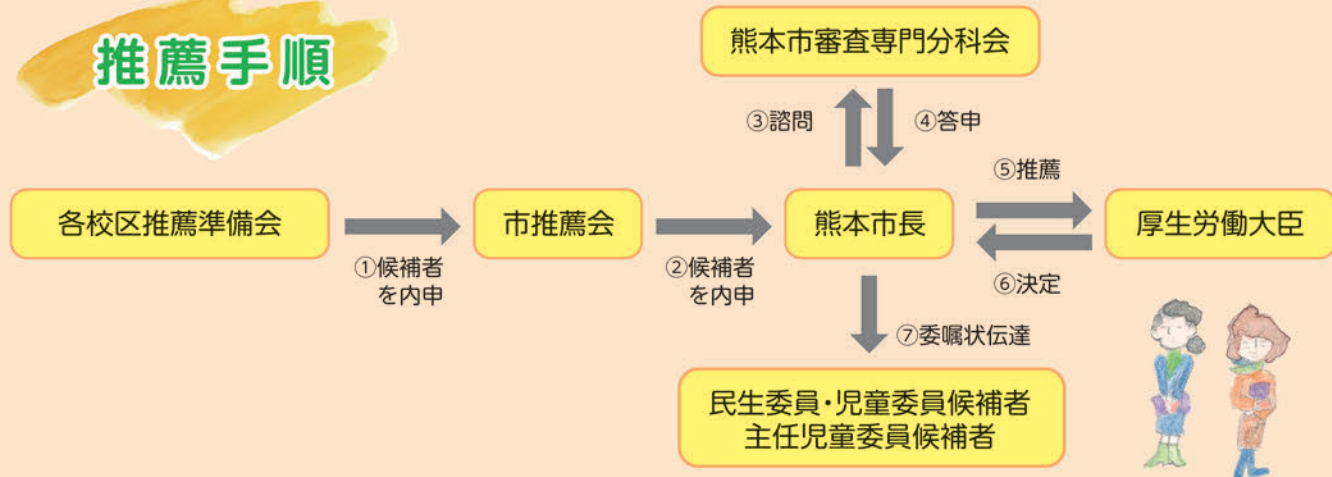 推薦手順
熊本市審査専門分科会
③諮問
④答申
⑤推薦
各校区推薦準備会
市推薦会
熊本市長
厚生労働大臣
①候補者
を内申
②候補者
を内申
⑥決定
⑦委嘱状伝達
民生委員・児童委員候補者
主任児童委員候補者